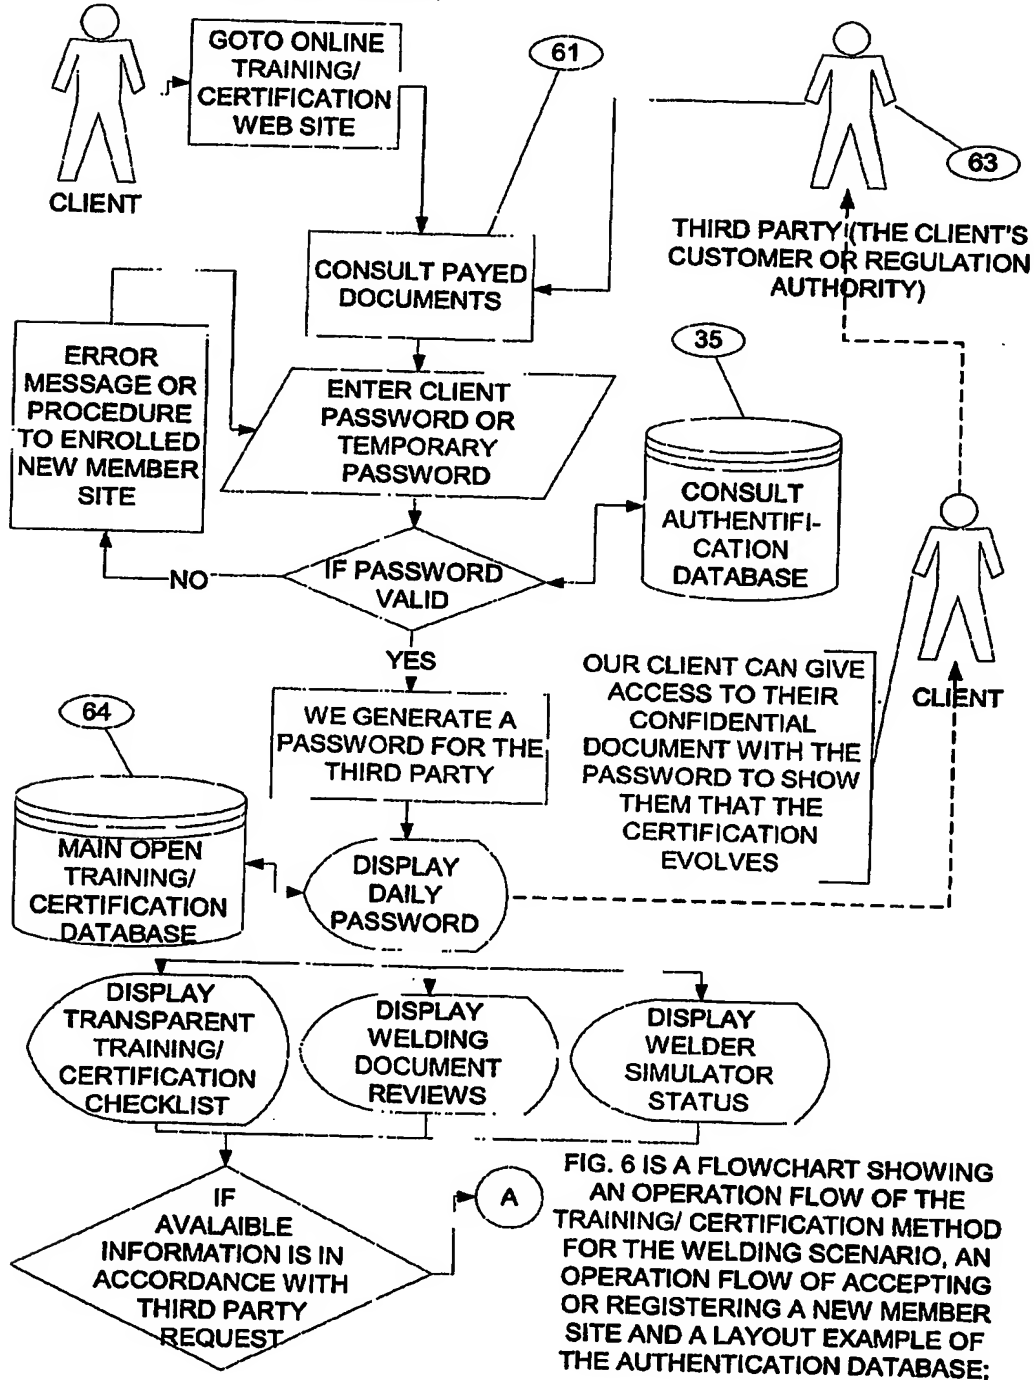 GOTO ONLINE
TRAINING/
CERTIFICATION
WEB SITE
61
63
CLIENT
THIRD PARTY (THE CLIENT'S
CUSTOMER OR REGULATION
AUTHORITY)
CONSULT PAYED
DOCUMENTS
35
ERROR
MESSAGE OR
PROCEDURE
TO ENROLLED
NEW MEMBER
SITE
ENTER CLIENT
PASSWORD OR
TEMPORARY
PASSWORD
CONSULT
AUTHENTIFI-
CATION
DATABASE
NO
IF PASSWORD
VALID
YES
CLIENT
OUR CLIENT CAN GIVE
ACCESS TO THEIR
CONFIDENTIAL
DOCUMENT WITH THE
PASSWORD TO SHOW
THEM THAT THE
CERTIFICATION
EVOLVES
64
WE GENERATE A
PASSWORD FOR THE
THIRD PARTY
MAIN OPEN
TRAINING/
CERTIFICATION
DATABASE
DISPLAY
DAILY
PASSWORD
DISPLAY
TRANSPARENT
TRAINING/
CERTIFICATION
CHECKLIST
DISPLAY
WELDING
DOCUMENT
REVIEWS
DISPLAY
WELDER
SIMULATOR
STATUS
IF
AVALAIBLE
INFORMATION IS IN
ACCORDANCE WITH
THIRD PARTY
REQUEST
A
FIG. 6 IS A FLOWCHART SHOWING
AN OPERATION FLOW OF THE
TRAINING/ CERTIFICATION METHOD
FOR THE WELDING SCENARIO, AN
OPERATION FLOW OF ACCEPTING
OR REGISTERING A NEW MEMBER
SITE AND A LAYOUT EXAMPLE OF
THE AUTHENTICATION DATABASE;